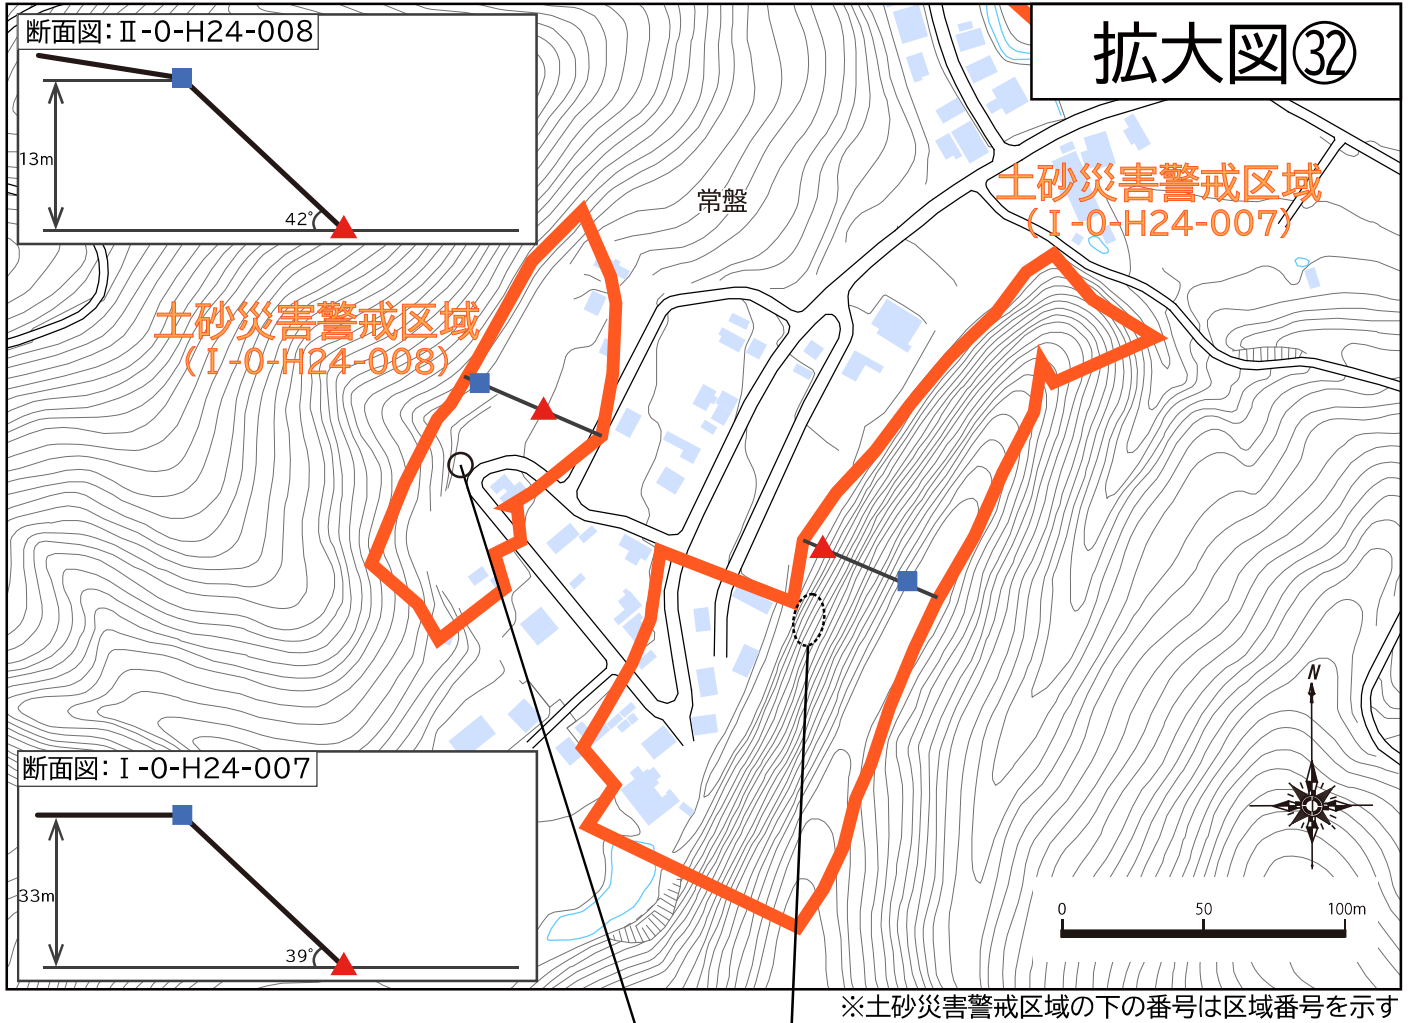 断面図：Ⅱ-0-H24-008
13m
42°
拡大図㉜
常盤
土砂災害警戒区域
（Ⅰ-0-H24-007）
土砂災害警戒区域
（Ⅰ-0-H24-008）
断面図：Ⅰ-0-H24-007
33m
39°
N
0 50 100m
※土砂災害警戒区域の下の番号は区域番号を示す